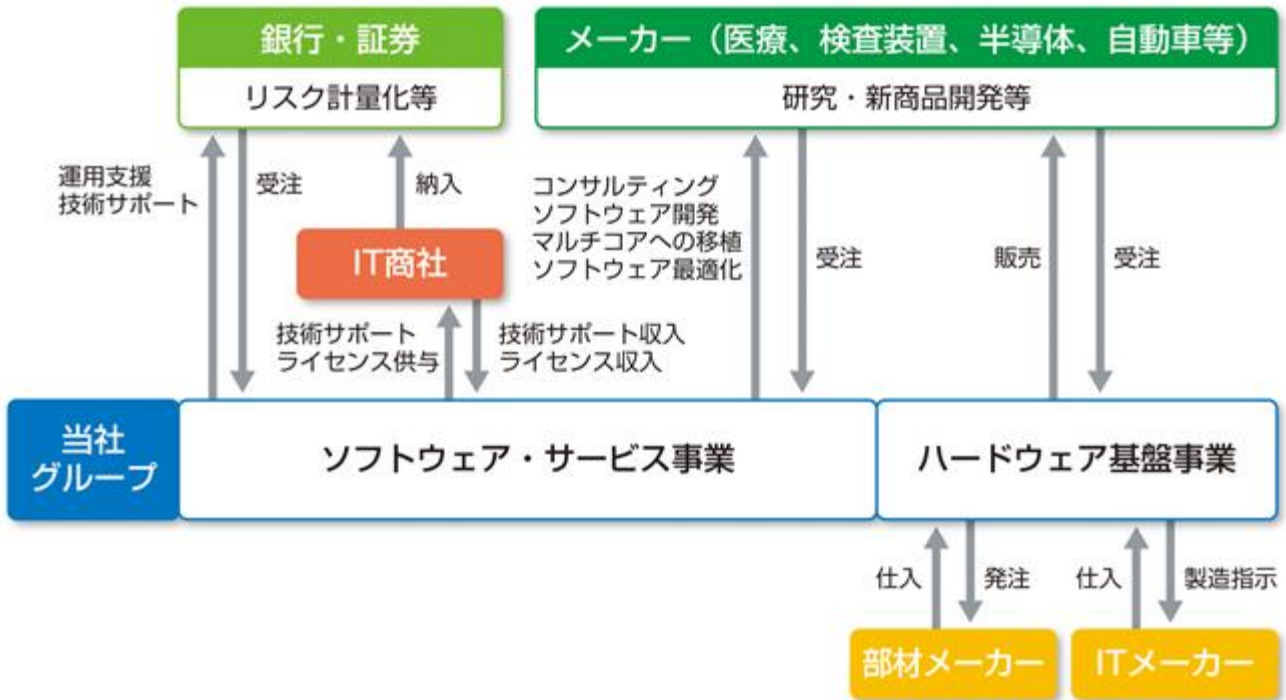 銀行・証券
リスク計量化等
メーカー（医療、検査装置、半導体、自動車等）
研究・新商品開発等
運用支援
技術サポート
受注
納入
コンサルティング
ソフトウェア開発
マルチコアへの移植
ソフトウェア最適化
受注
販売
受注
IT商社
技術サポート
ライセンス供与
技術サポート収入
ライセンス収入
当社
グループ
ソフトウェア・サービス事業
ハードウェア基盤事業
仕入
発注
仕入
製造指示
部材メーカー
ITメーカー